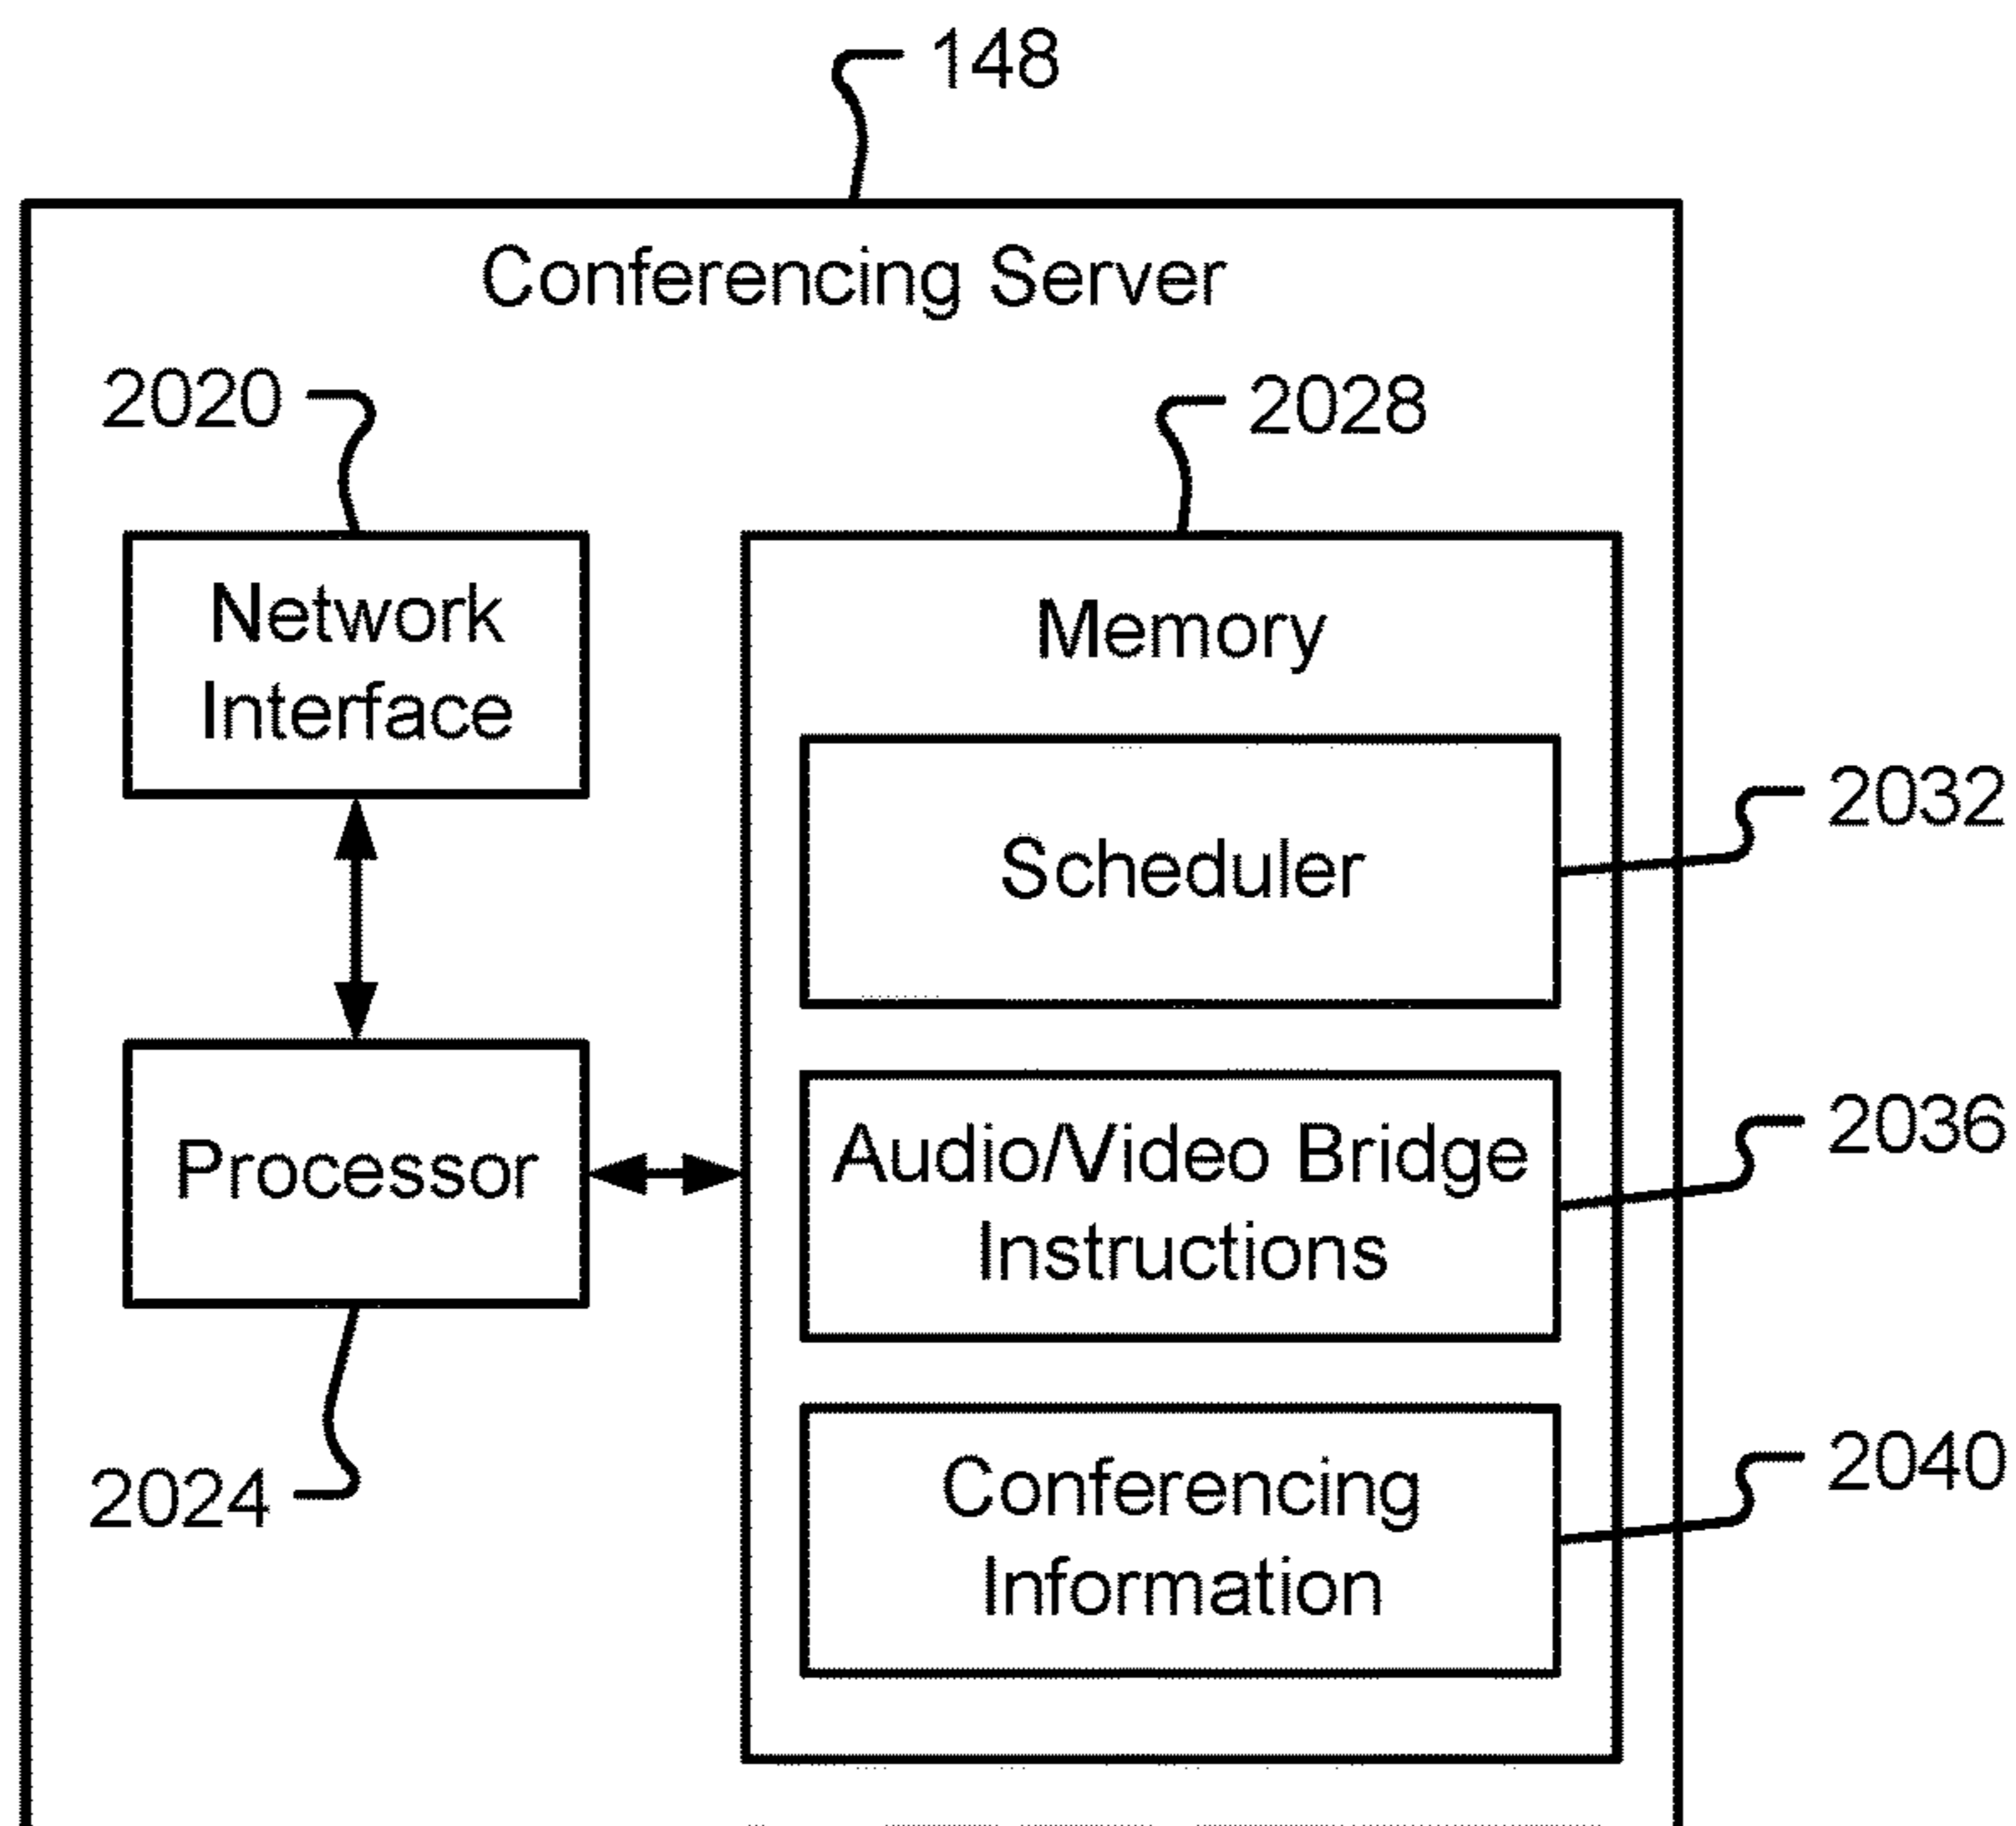 148
Conferencing Server
2020
2028
Network
Interface
Memory
Scheduler
2032
Processor
Audio/Video Bridge
Instructions
2036
2024
Conferencing
Information
2040